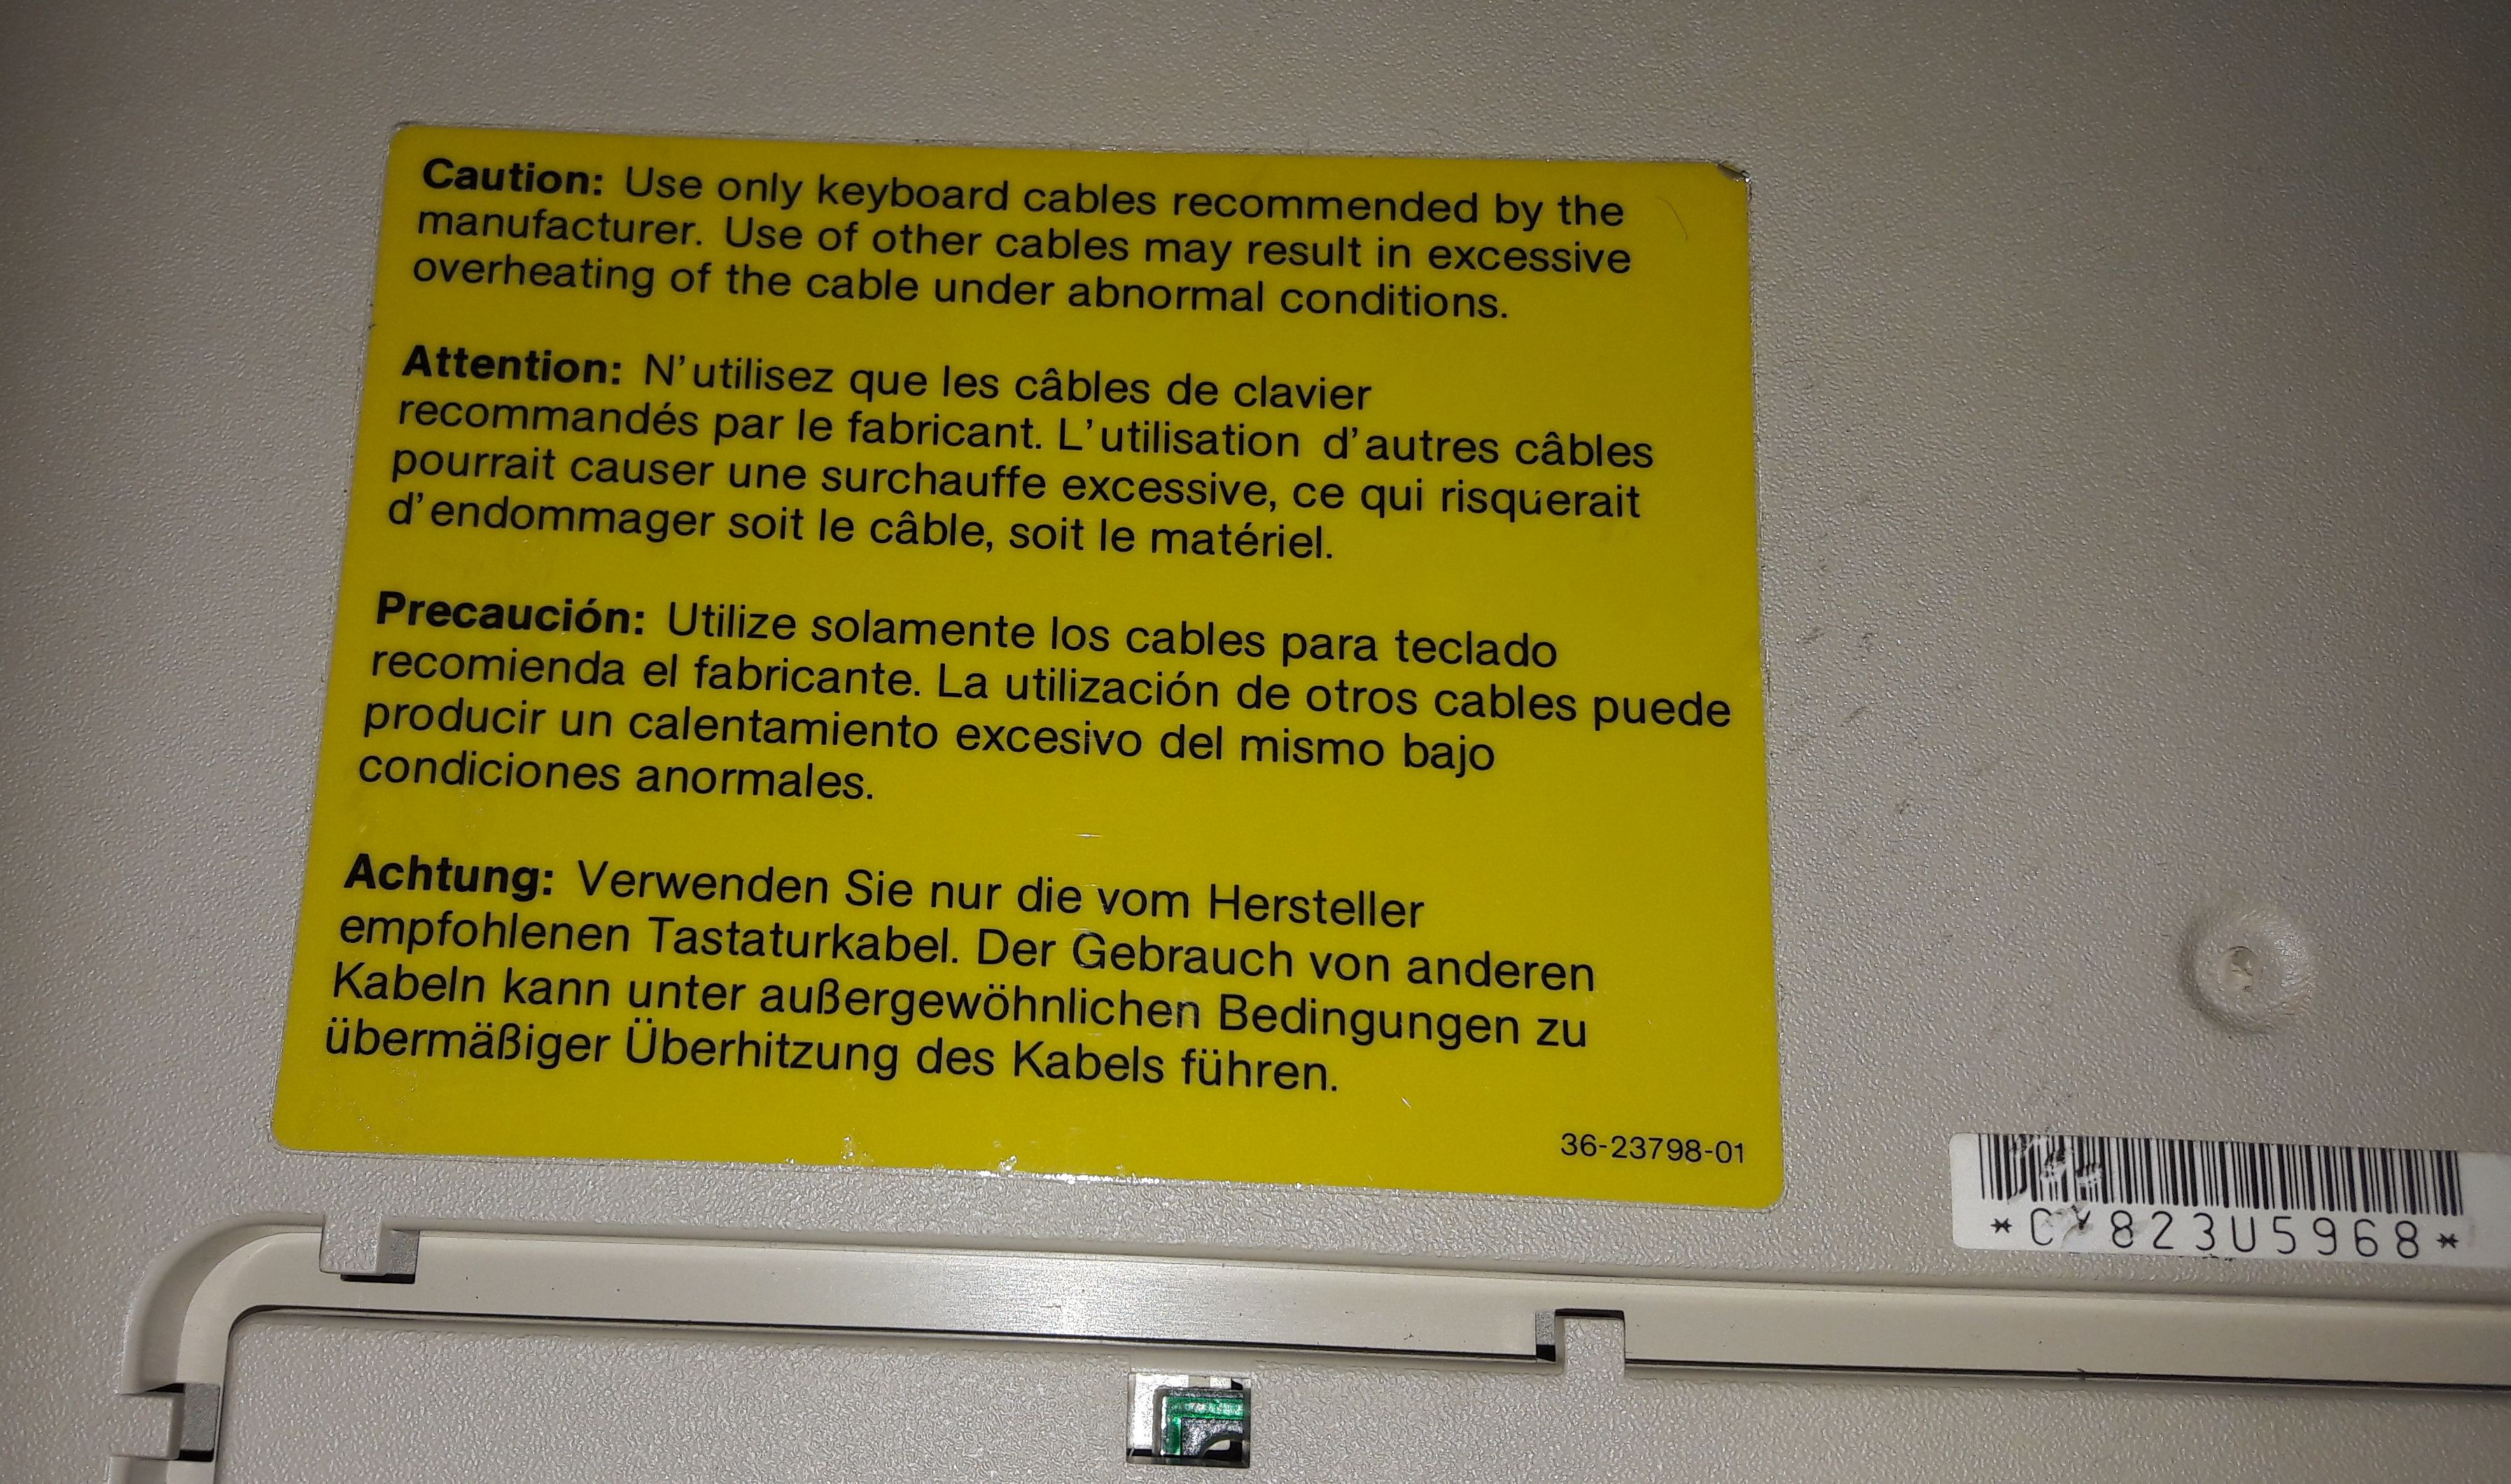 Caution: Use only keyboard cables recommended by the
manufacturer. Use of other cables may result in excessive
overheating of the cable under abnormal conditions.
Attention: N'utilisez que les câbles de clavier
recommandés par le fabricant. L'utilisation d'autres câbles
pourrait causer une surchauffe excessive, ce qui risquerait
d'endommager soit le câble, soit le matériel.
Precaución: Utilize solamente los cables para teclado
recomienda el fabricante. La utilización de otros cables puede
producir un calentamiento excesivo del mismo bajo
condiciones anormales.
Achtung: Verwenden Sie nur die vom Hersteller
empfohlenen Tastaturkabel. Der Gebrauch von anderen
Kabeln kann unter außergewöhnlichen Bedingungen zu
übermäßiger Überhitzung des Kabels führen.
36-23798-01
*CY823U5968*